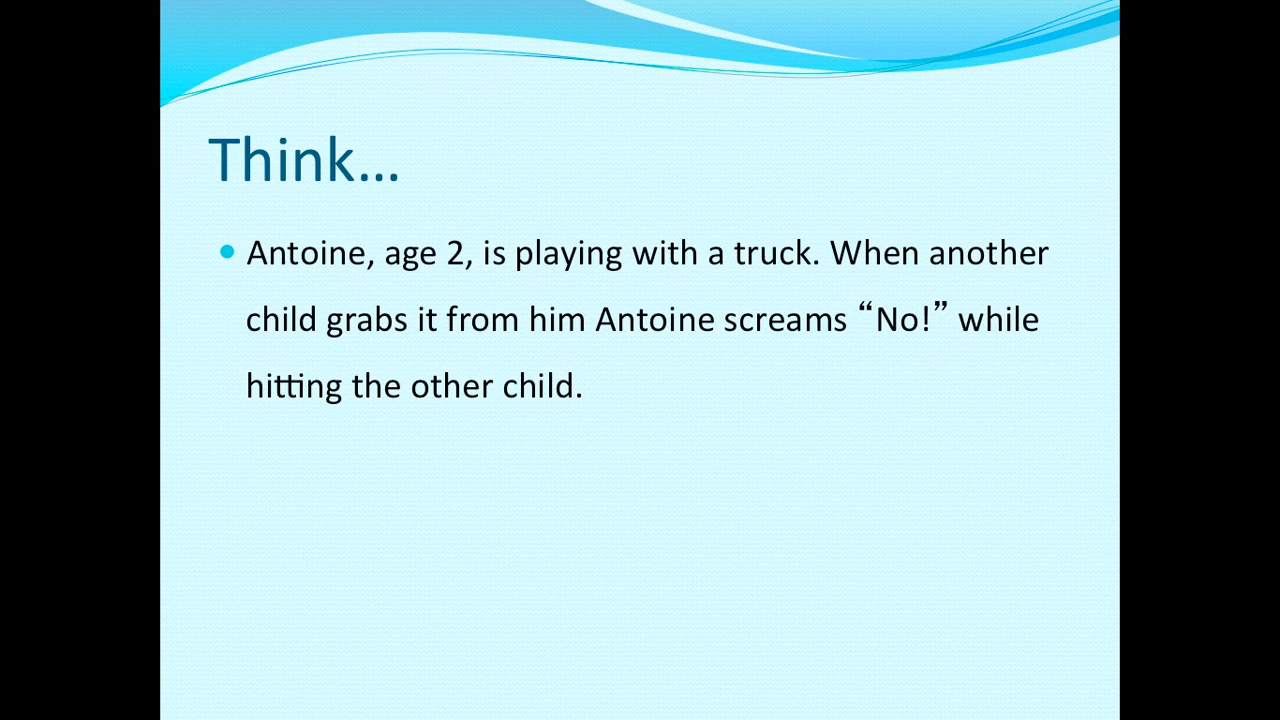 Think…
• Antoine, age 2, is playing with a truck. When another
child grabs it from him Antoine screams “No!” while
hitting the other child.